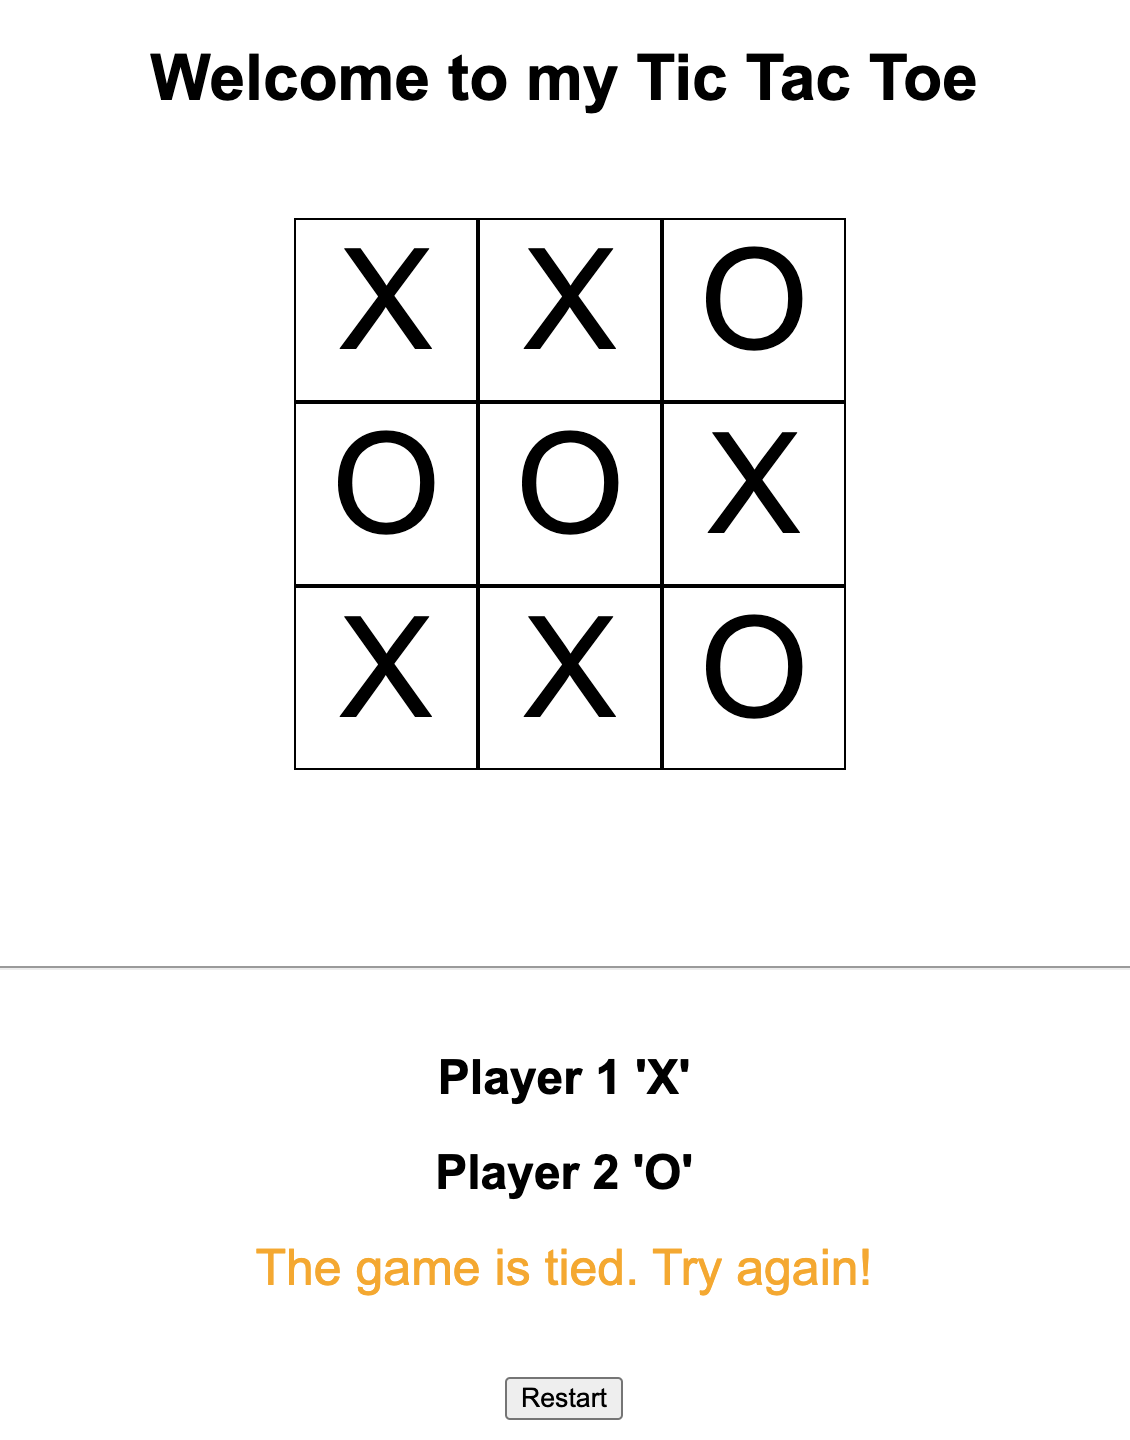 Welcome to my Tic Tac Toe
X X O
O O X
X X O
Player 1 'X'
Player 2 'O'
The game is tied. Try again!
Restart